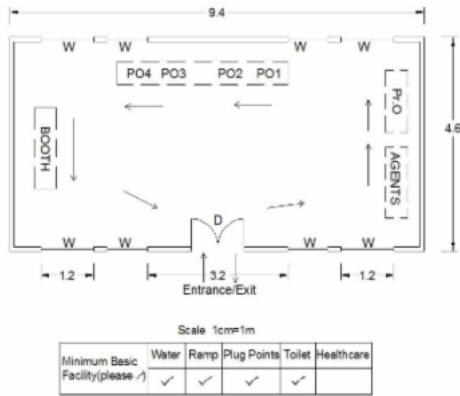 9.4
W W W W
PO4 PO3 PO2 PO1
Pr.O
4.6
BOOTH
AGENTS
D
W W W W
1.2 3.2 1.2
Entrance/Exit
Scale 1cm=1m
Minimum Basic Facility(please ✓) Water Ramp Plug Points Toilet Healthcare
✓ ✓ ✓ ✓